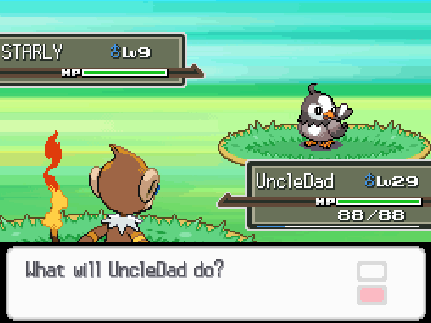 STARLY ♂Lv9
HP
UncleDad ♂Lv29
HP
88/88
What will UncleDad do?